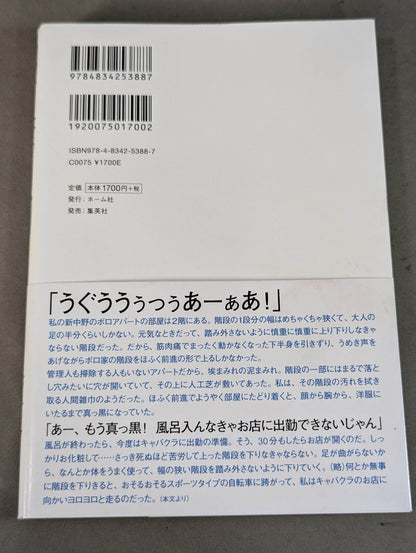 9784834253887
1920075017002
ISBN978-4-8342-5388-7
C0075 ¥1700E
定価 本体1700円+税
発行：ホーム社
発売：集英社
「うぐううぅつぅあーぁあ！」
私の新中野のボロアパートの部屋は2階にある。階段の1段分の幅はめちゃくちゃ狭くて、大人の
足の半分くらいしかない。元気なときだって、踏み外さないように慎重に慎重に上り下りしなきゃ
ならない階段だった。だから、筋肉痛でまったく動かなくなった下半身を引きずり、うめき声を
あげながらボロ家の階段をほふく前進の形で上るしかなかった。
管理人も掃除する人もいないアパートだから、埃まみれの泥まみれ。階段の一部にはまるで落と
し穴みたいに穴が開いていて、その上に人工芝が敷いてあった。私は、その階段の汚れを拭き
取る人間雑巾のようだった。ほふく前進でようやく部屋にたどり着くと、顔から腕から、洋服に
いたるまで真っ黒になっていた。
「あー、もう真っ黒！ 風呂入んなきゃお店に出勤できないじゃん」
風呂が終わったら、今度はキャバクラに出勤の準備。そう、30分もしたらお店が開くのだ。しっ
かりお化粧して……さっき死ぬほど苦労して上った階段を下りなきゃならない。足が曲がらないか
ら、なんとか体をうまく使って、幅の狭い階段を踏み外さないように下りていく。（略）何とか無事
に階段を下りきると、おそるおそるスポーツタイプの自転車に跨がって、私はキャバクラのお店に
向かいヨロヨロと走るのだった。（本文より）